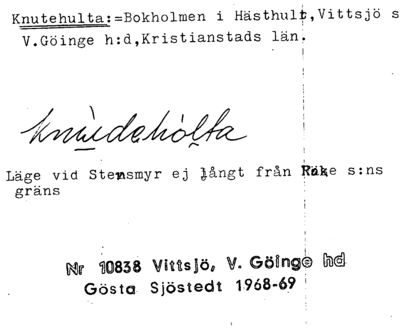 Knutehulta:=Bokholmen i Hästhult,Vittsjö s
V.Göinge h:d,Kristianstads län.
knudehólta
Läge vid Stensmyr ej långt från Röke s:ns
gräns
Nr 10838 Vittsjö, V. Göinge hd
Gösta Sjöstedt 1968-69